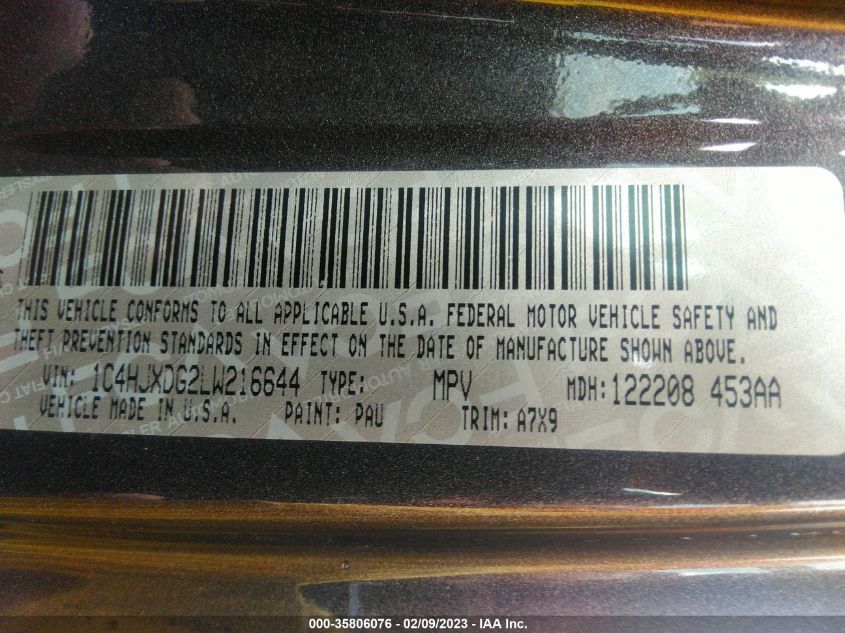 THIS VEHICLE CONFORMS TO ALL APPLICABLE U.S.A. FEDERAL MOTOR VEHICLE SAFETY AND
THEFT PREVENTION STANDARDS IN EFFECT ON THE DATE OF MANUFACTURE SHOWN ABOVE.
VIN: 1C4HJXDG2LW216644 TYPE: MPV MDH: 122208 453AA
VEHICLE MADE IN U.S.A. PAINT: PAU TRIM: A7X9
000-35806076 - 02/09/2023 - IAA Inc.